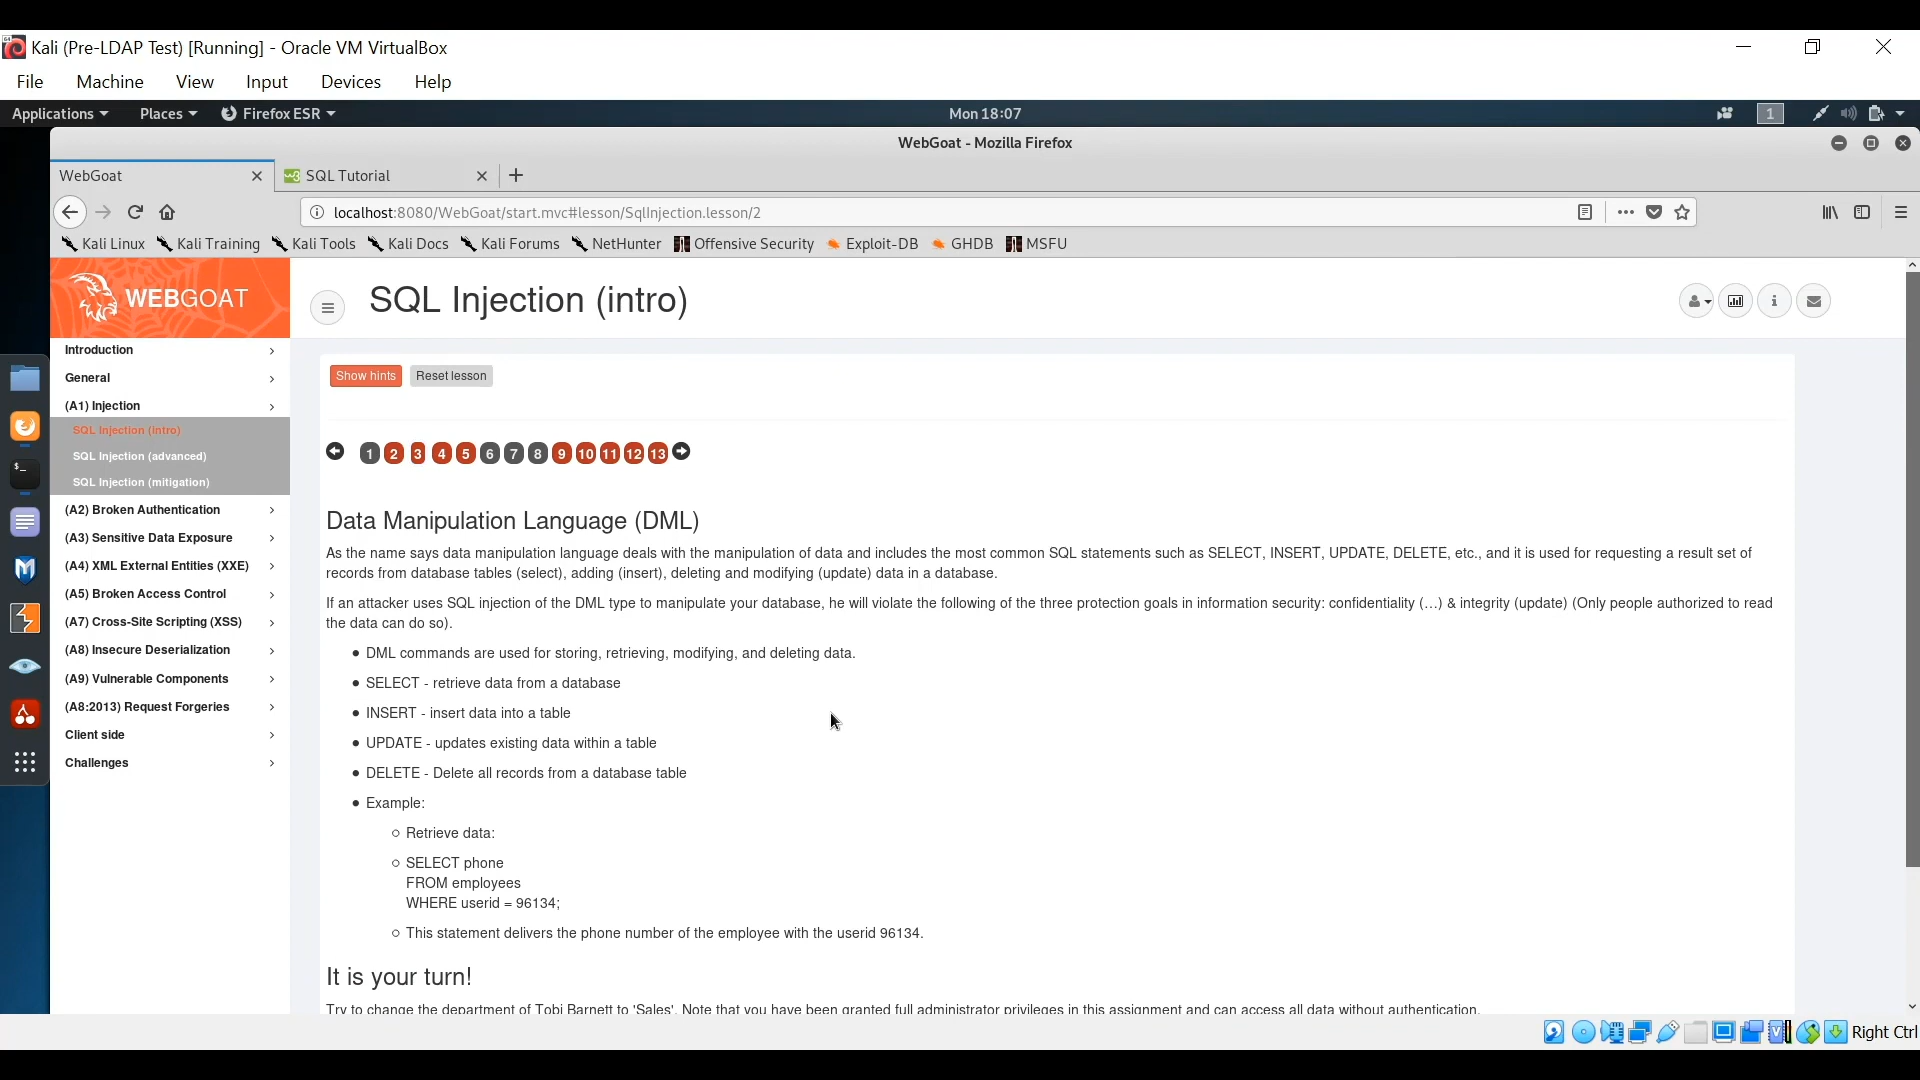 Kali (Pre-LDAP Test) [Running] - Oracle VM VirtualBox
File Machine View Input Devices Help
Applications Places Firefox ESR Mon 18:07 1
WebGoat - Mozilla Firefox
WebGoat SQL Tutorial
localhost:8080/WebGoat/start.mvc#lesson/SqlInjection.lesson/2
Kali Linux Kali Training Kali Tools Kali Docs Kali Forums NetHunter Offensive Security Exploit-DB GHDB MSFU
WEBGOAT
SQL Injection (intro)
Introduction
General
(A1) Injection
SQL Injection (intro)
SQL Injection (advanced)
SQL Injection (mitigation)
(A2) Broken Authentication
(A3) Sensitive Data Exposure
(A4) XML External Entities (XXE)
(A5) Broken Access Control
(A7) Cross-Site Scripting (XSS)
(A8) Insecure Deserialization
(A9) Vulnerable Components
(A8:2013) Request Forgeries
Client side
Challenges
Show hints Reset lesson
1 2 3 4 5 6 7 8 9 10 11 12 13
Data Manipulation Language (DML)
As the name says data manipulation language deals with the manipulation of data and includes the most common SQL statements such as SELECT, INSERT, UPDATE, DELETE, etc., and it is used for requesting a result set of
records from database tables (select), adding (insert), deleting and modifying (update) data in a database.
If an attacker uses SQL injection of the DML type to manipulate your database, he will violate the following of the three protection goals in information security: confidentiality (…) & integrity (update) (Only people authorized to read
the data can do so).
DML commands are used for storing, retrieving, modifying, and deleting data.
SELECT - retrieve data from a database
INSERT - insert data into a table
UPDATE - updates existing data within a table
DELETE - Delete all records from a database table
Example:
Retrieve data:
SELECT phone
FROM employees
WHERE userid = 96134;
This statement delivers the phone number of the employee with the userid 96134.
It is your turn!
Try to change the department of Tobi Barnett to 'Sales'. Note that you have been granted full administrator privileges in this assignment and can access all data without authentication.
Right Ctrl